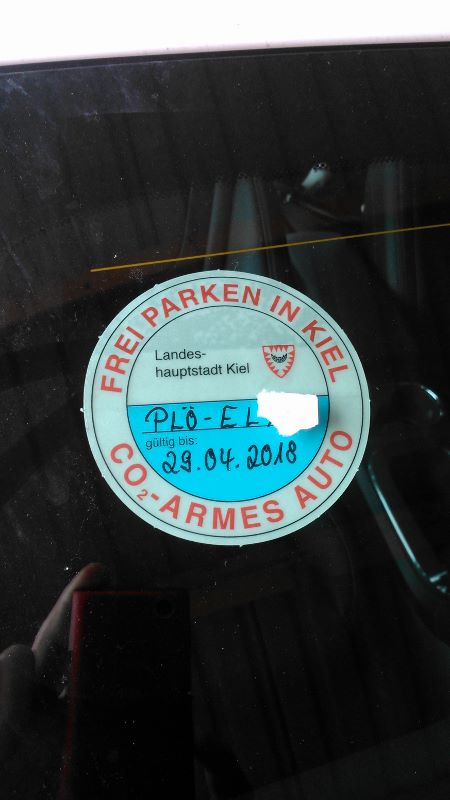 FREI PARKEN IN KIEL
Landes-
hauptstadt Kiel
PLÖ-EL
gültig bis:
29.04.2018
CO₂-ARMES AUTO